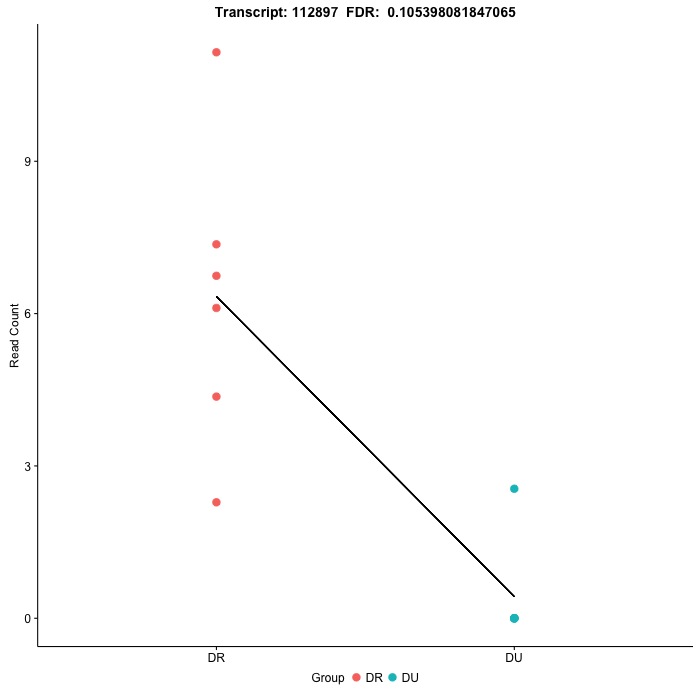 Transcript: 112897 FDR: 0.105398081847065
Read Count
9
6
3
0
DR DU
Group DR DU